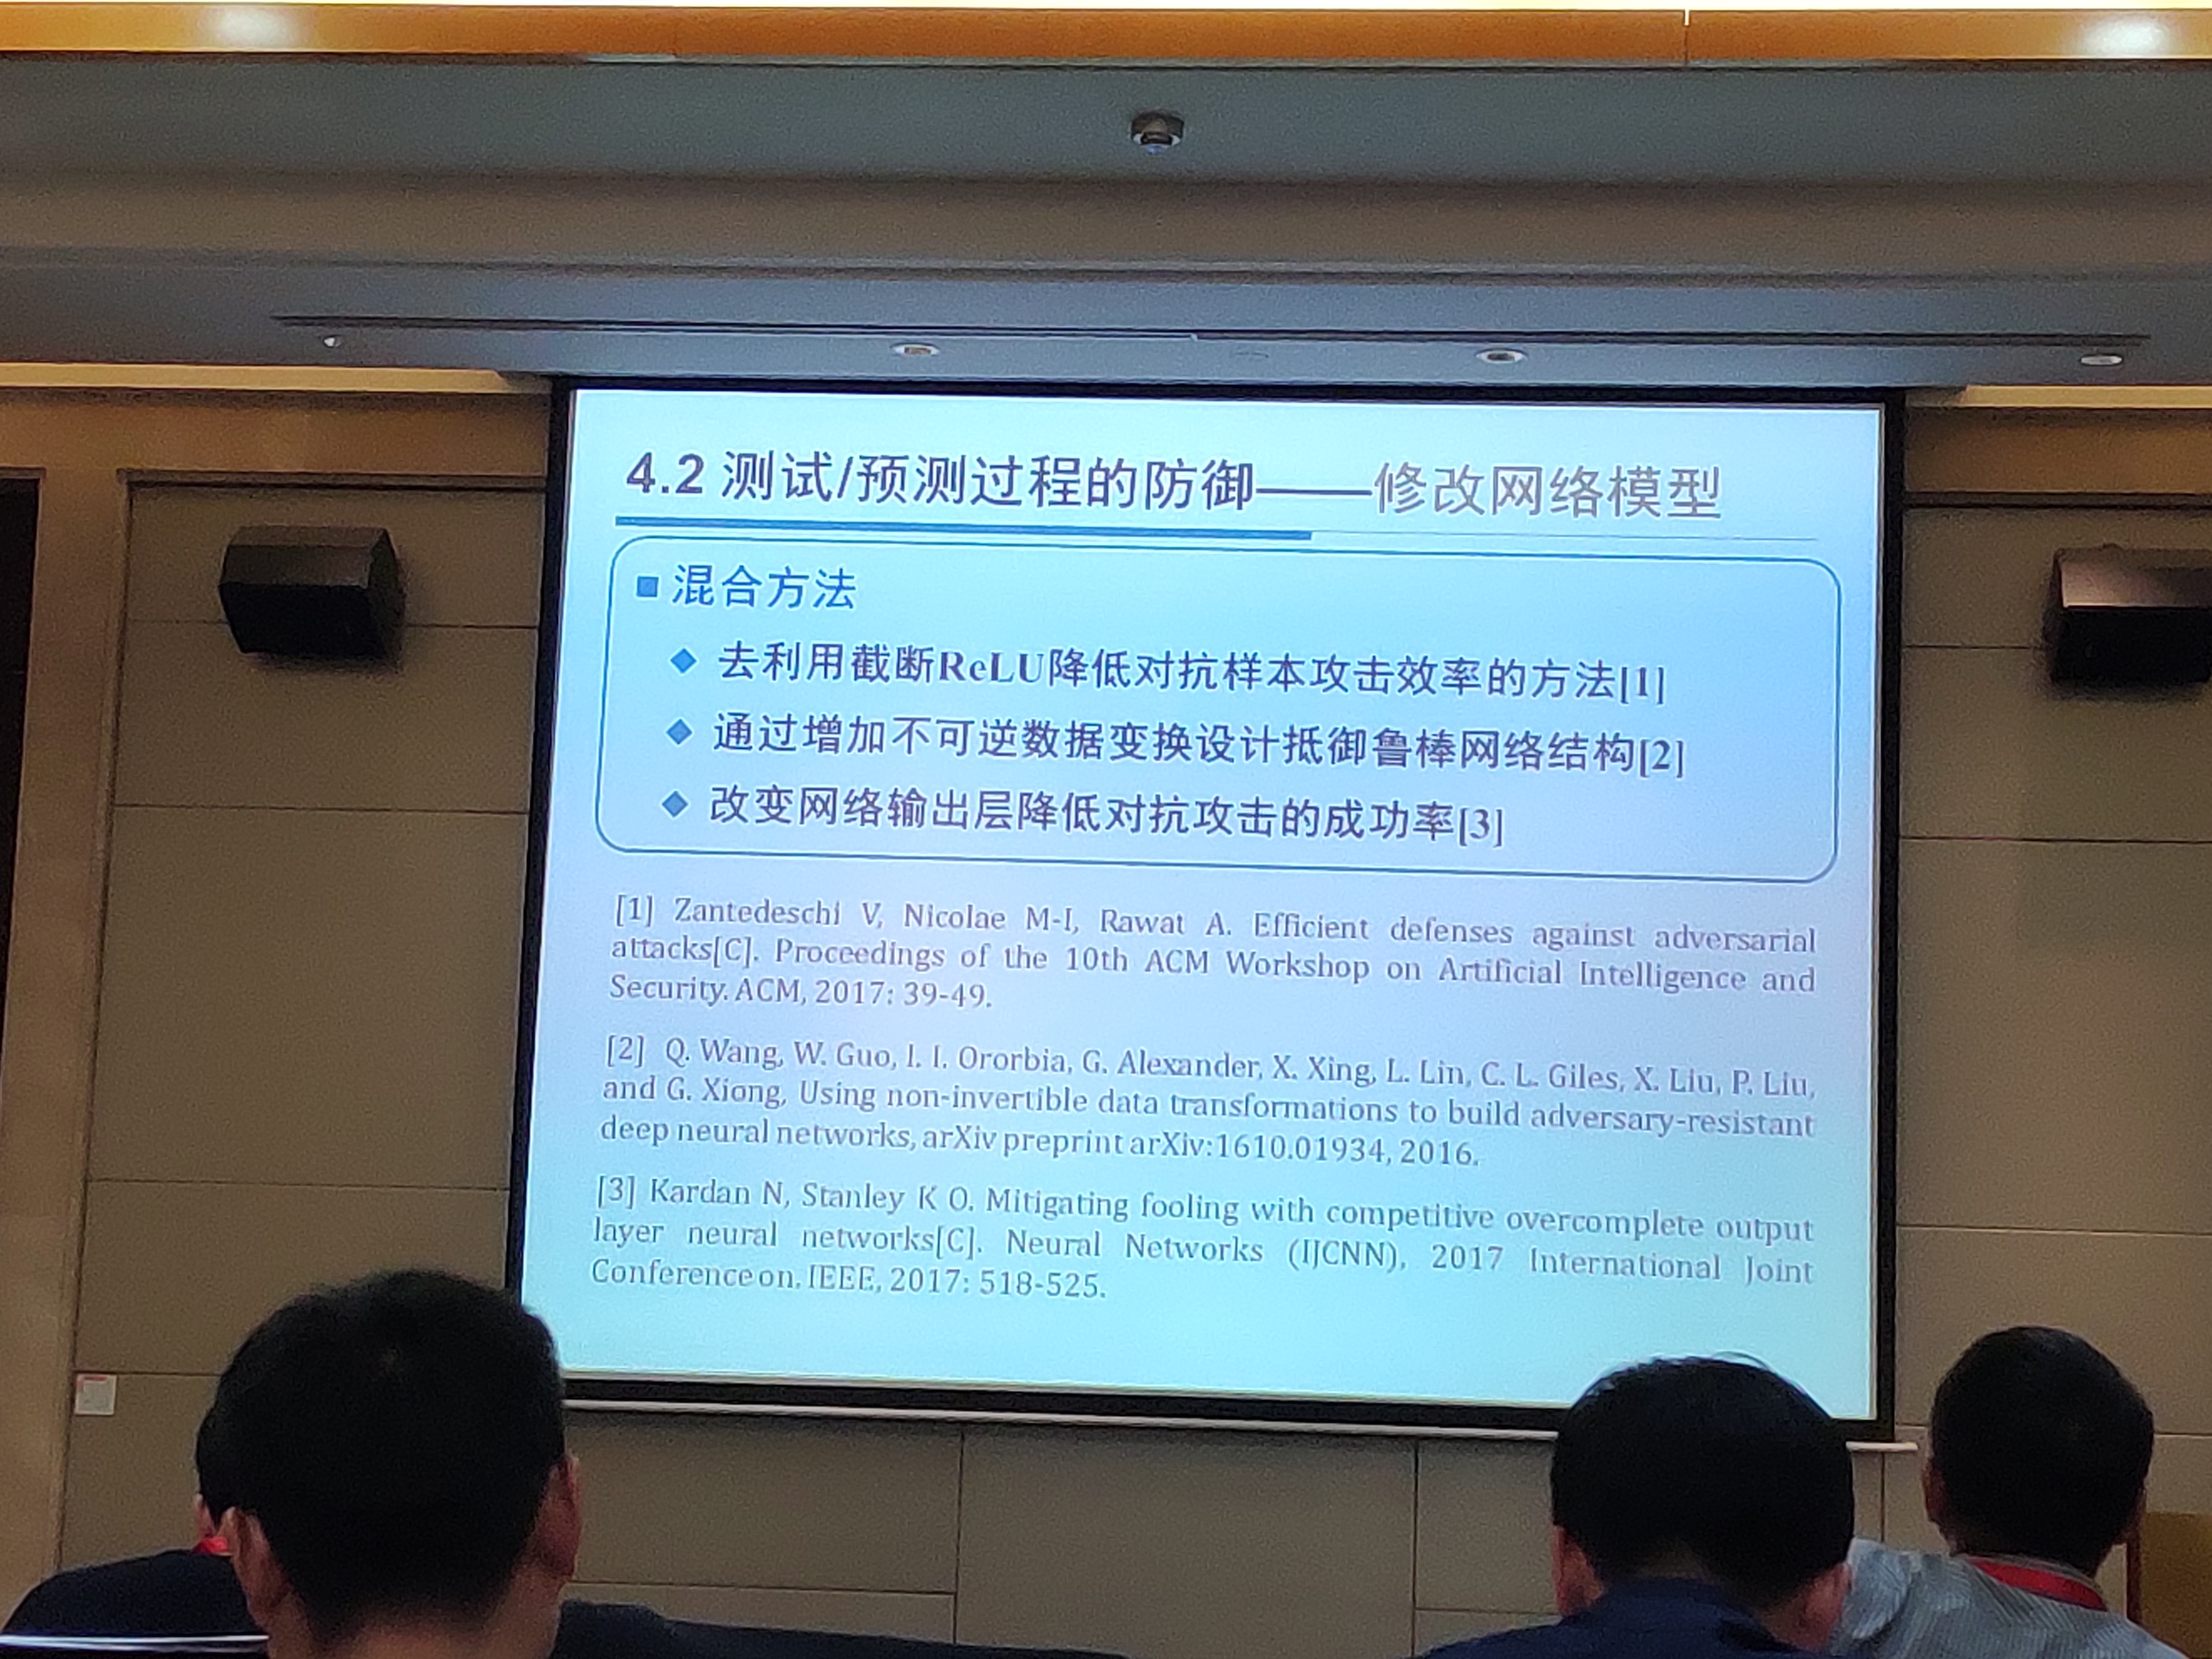 4.2 测试/预测过程的防御——修改网络模型
混合方法
去利用截断ReLU降低对抗样本攻击效率的方法[1]
通过增加不可逆数据变换设计抵御鲁棒网络结构[2]
改变网络输出层降低对抗攻击的成功率[3]
[1] Zantedeschi V, Nicolae M-I, Rawat A. Efficient defenses against adversarial
attacks[C]. Proceedings of the 10th ACM Workshop on Artificial Intelligence and
Security. ACM, 2017: 39-49.
[2] Q. Wang, W. Guo, I. I. Ororbia, G. Alexander, X. Xing, L. Lin, C. L. Giles, X. Liu, P. Liu,
and G. Xiong, Using non-invertible data transformations to build adversary-resistant
deep neural networks, arXiv preprint arXiv:1610.01934, 2016.
[3] Kardan N, Stanley K O. Mitigating fooling with competitive overcomplete output
layer neural networks[C]. Neural Networks (IJCNN), 2017 International Joint
Conference on. IEEE, 2017: 518-525.